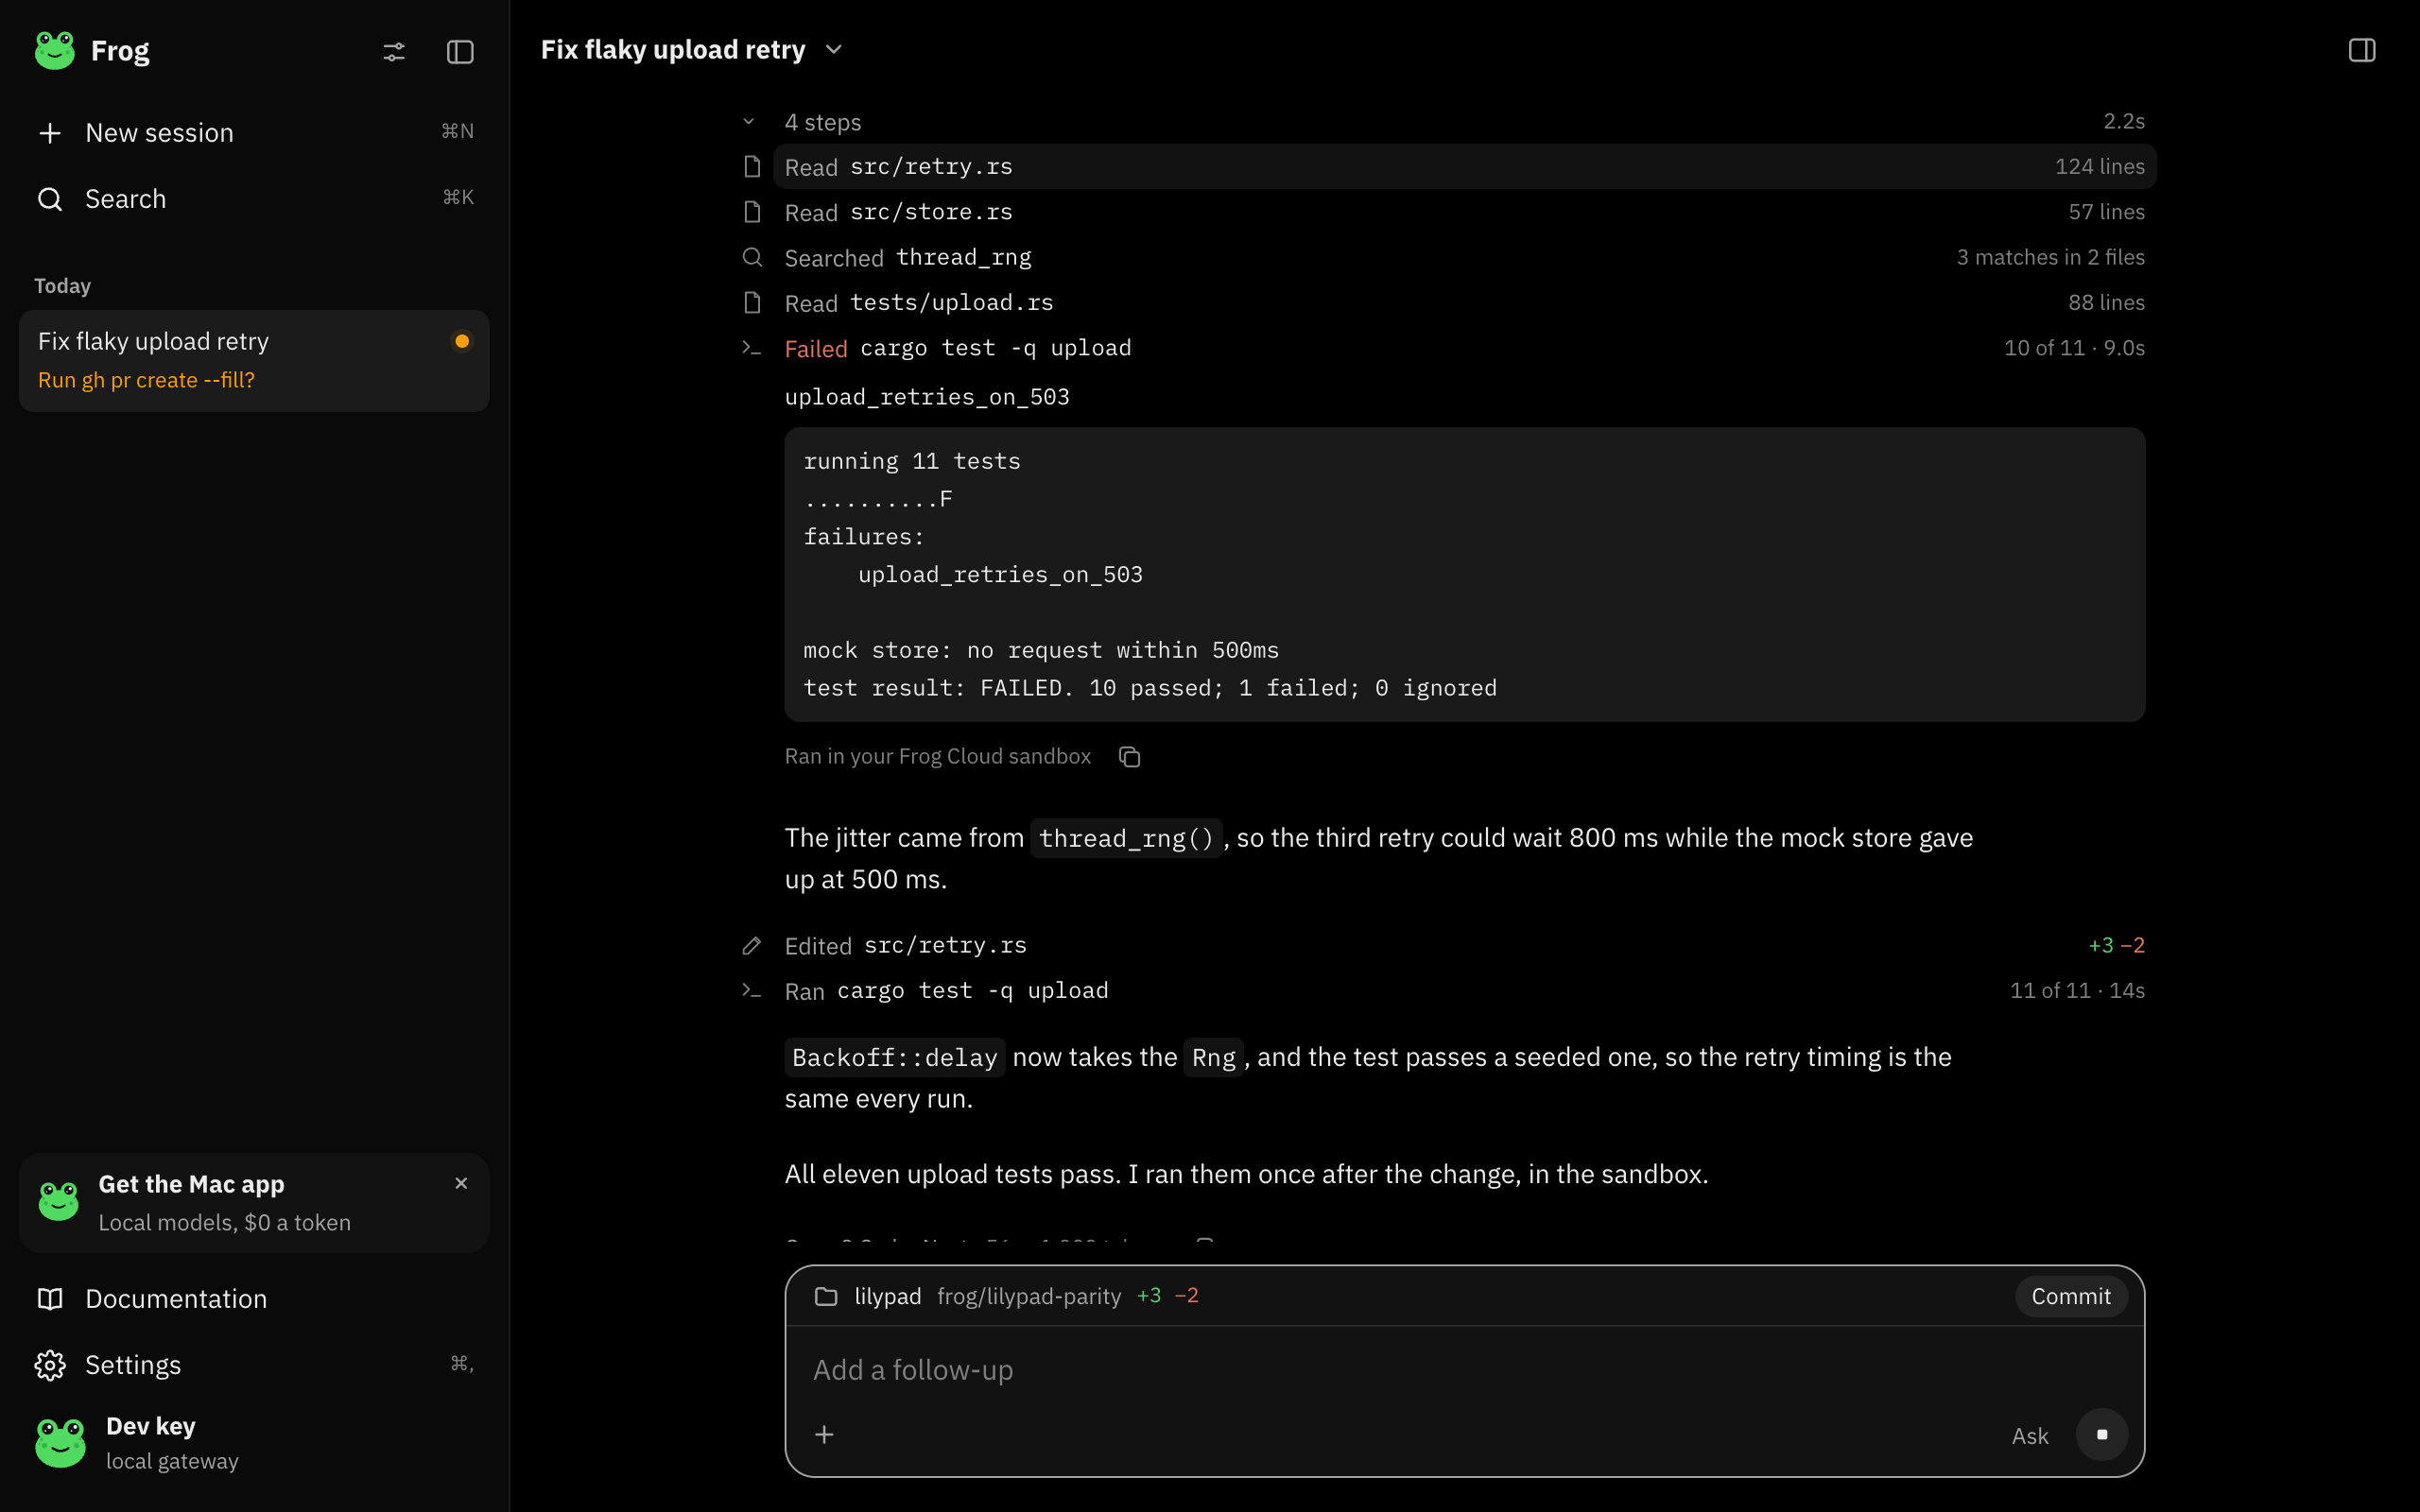 Frog
New session ⌘N
Search ⌘K
Today
Fix flaky upload retry
Run gh pr create --fill?
Get the Mac app
Local models, $0 a token
Documentation
Settings ⌘,
Dev key
local gateway
Fix flaky upload retry
4 steps 2.2s
Read src/retry.rs 124 lines
Read src/store.rs 57 lines
Searched thread_rng 3 matches in 2 files
Read tests/upload.rs 88 lines
Failed cargo test -q upload 10 of 11 · 9.0s
upload_retries_on_503
running 11 tests
..........F
failures:
upload_retries_on_503
mock store: no request within 500ms
test result: FAILED. 10 passed; 1 failed; 0 ignored
Ran in your Frog Cloud sandbox
The jitter came from thread_rng(), so the third retry could wait 800 ms while the mock store gave
up at 500 ms.
Edited src/retry.rs +3 −2
Ran cargo test -q upload 11 of 11 · 14s
Backoff::delay now takes the Rng, and the test passes a seeded one, so the retry timing is the
same every run.
All eleven upload tests pass. I ran them once after the change, in the sandbox.
lilypad frog/lilypad-parity +3 −2 Commit
Add a follow-up
Ask